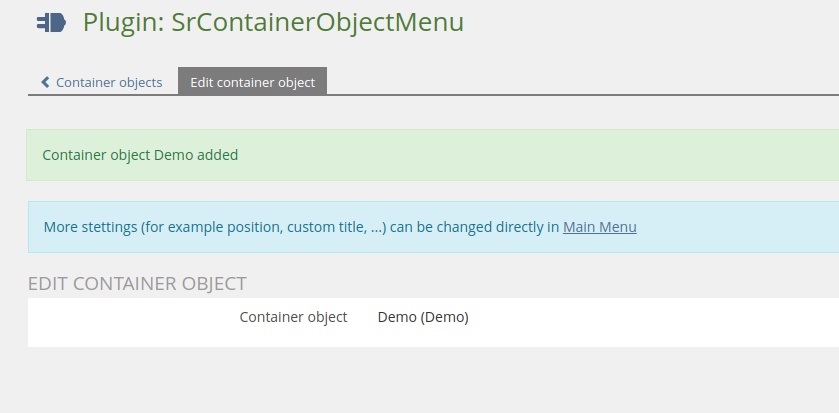 Plugin: SrContainerObjectMenu
Container objects
Edit container object
Container object Demo added
More stettings (for example position, custom title, ...) can be changed directly in Main Menu
EDIT CONTAINER OBJECT
Container object Demo (Demo)